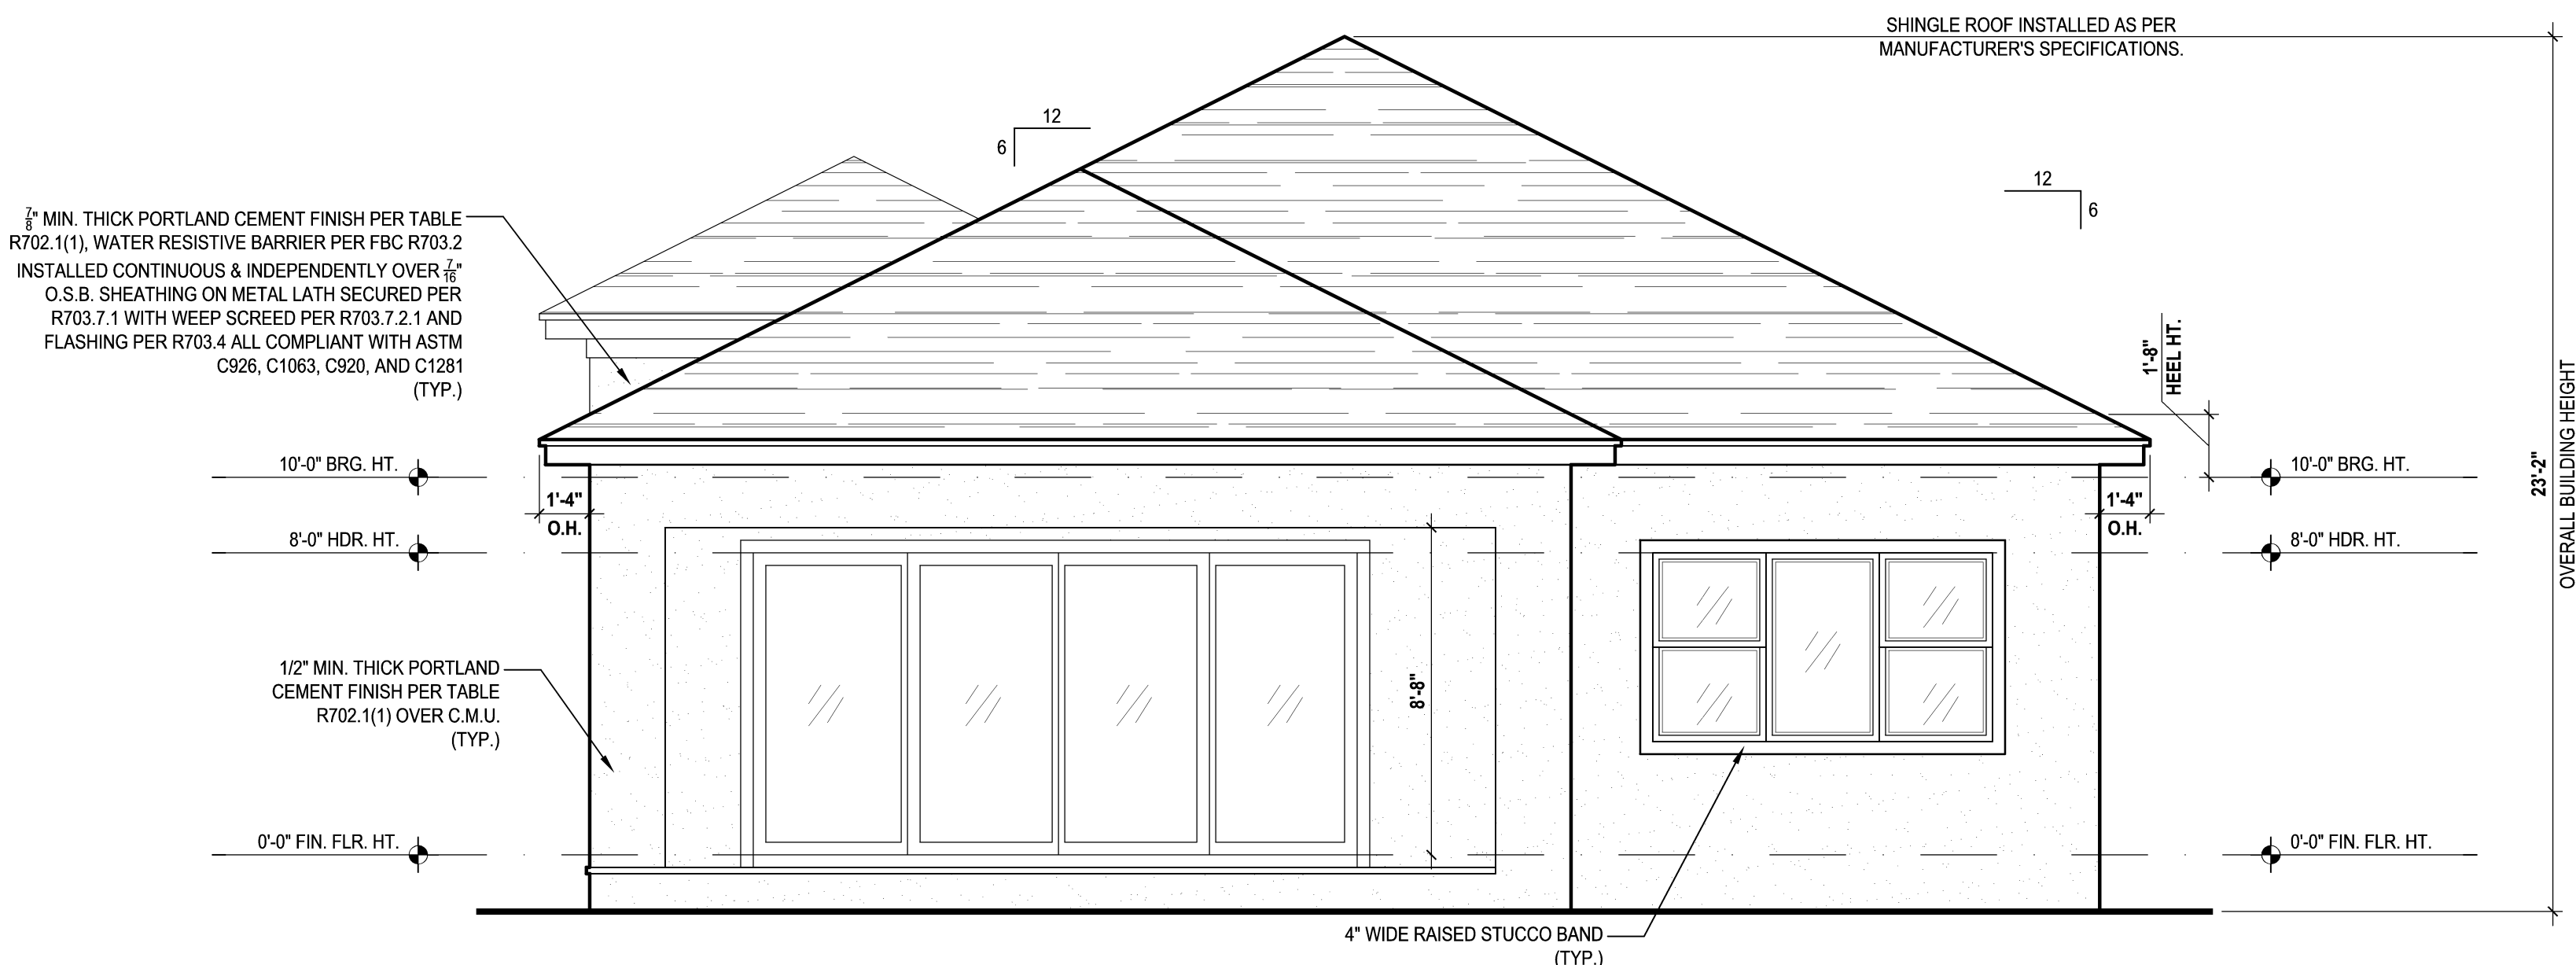 SHINGLE ROOF INSTALLED AS PER
MANUFACTURER'S SPECIFICATIONS.
12
6
12
6
7/8" MIN. THICK PORTLAND CEMENT FINISH PER TABLE
R702.1(1), WATER RESISTIVE BARRIER PER FBC R703.2
INSTALLED CONTINUOUS & INDEPENDENTLY OVER 7/16"
O.S.B. SHEATHING ON METAL LATH SECURED PER
R703.7.1 WITH WEEP SCREED PER R703.7.2.1 AND
FLASHING PER R703.4 ALL COMPLIANT WITH ASTM
C926, C1063, C920, AND C1281
(TYP.)
1'-8"
HEEL HT.
23'-2"
OVERALL BUILDING HEIGHT
10'-0" BRG. HT.
10'-0" BRG. HT.
1'-4"
O.H.
1'-4"
O.H.
8'-0" HDR. HT.
8'-0" HDR. HT.
8'-8"
1/2" MIN. THICK PORTLAND
CEMENT FINISH PER TABLE
R702.1(1) OVER C.M.U.
(TYP.)
0'-0" FIN. FLR. HT.
0'-0" FIN. FLR. HT.
4" WIDE RAISED STUCCO BAND
(TYP.)